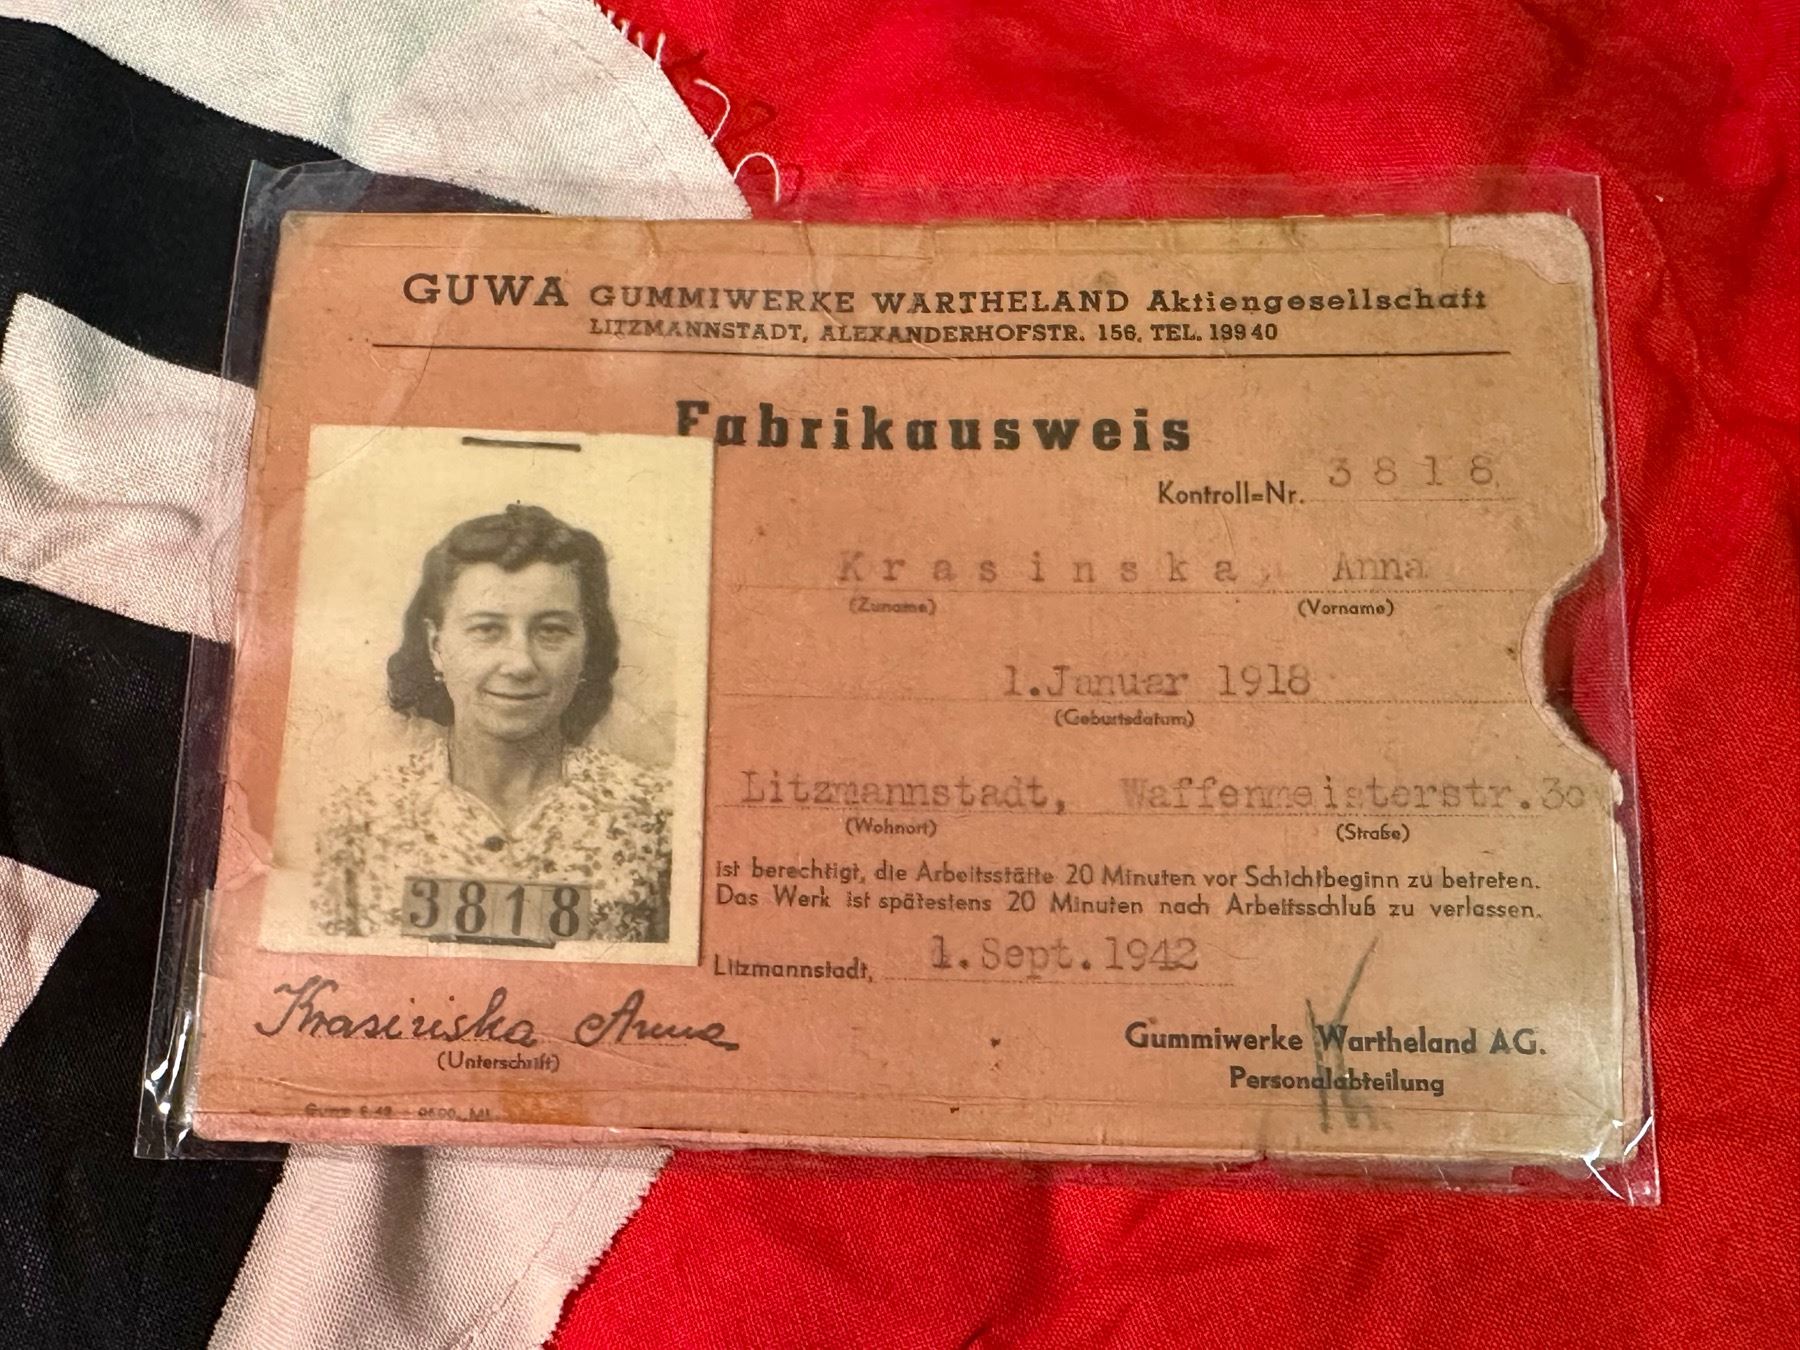 GUWA GUMMIWERKE WARTHELAND Aktiengesellschaft
LITZMANNSTADT, ALEXANDERHOFSTR. 156, TEL. 19940
Fabrikausweis
Kontroll=Nr. 3818
Krasinska, Anna
(Zuname) (Vorname)
1.Januar 1918
(Geburtsdatum)
Litzmannstadt, Waffenmeisterstr.30
(Wohnort) (Straße)
ist berechtigt, die Arbeitsstätte 20 Minuten vor Schichtbeginn zu betreten.
Das Werk ist spätestens 20 Minuten nach Arbeitsschluß zu verlassen.
3818
Litzmannstadt, 1.Sept.1942
Krasinska Anna
(Unterschrift)
Gummiwerke Wartheland AG.
Personalabteilung